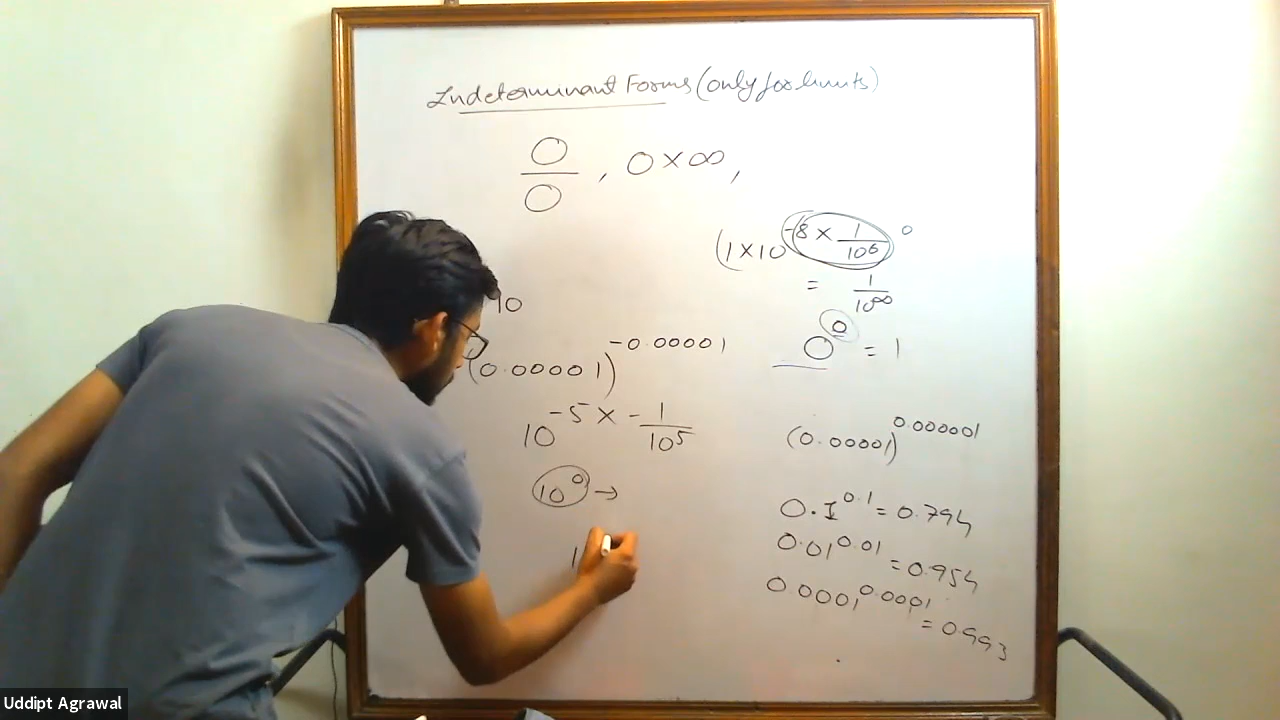 Indeterminant Forms (only for limits)
0/0 , 0 × ∞ ,
(1×10^-8 × 1/10^6 0
= 1/10^∞
10
(0.00001)^-0.00001
0^0 = 1
10^-5 × -1/10^5
(0.00001)^0.000001
10^0 →
0.1^0.1 = 0.794
0.01^0.01
= 0.954
1
0.0001^0.0001
= 0.993
Uddipt Agrawal